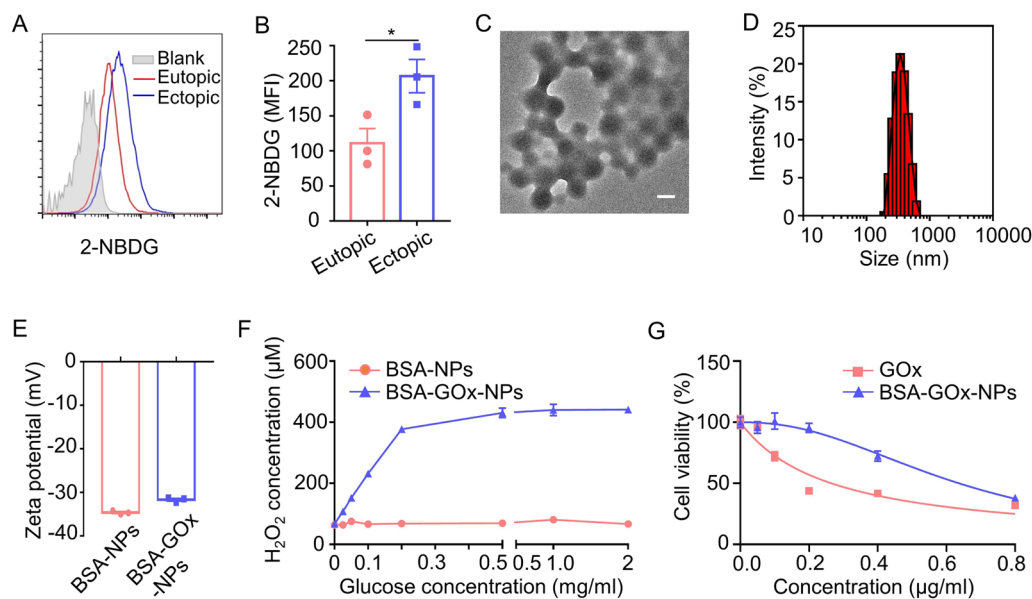 A
Blank
Eutopic
Ectopic
2-NBDG
B
*
2-NBDG (MFI)
250
200
150
100
50
0
Eutopic
Ectopic
C
D
Intensity (%)
25
20
15
10
5
0
10 100 1000 10000
Size (nm)
E
Zeta potential (mV)
0
-10
-20
-30
-40
BSA-NPs
BSA-GOx
-NPs
F
H₂O₂ concentration (μM)
600
400
200
0
BSA-NPs
BSA-GOx-NPs
0 0.1 0.3 0.5 0.5 1.0 2
Glucose concentration (mg/ml)
G
Cell viability (%)
150
100
50
0
GOx
BSA-GOx-NPs
0.0 0.2 0.4 0.8
Concentration (μg/ml)